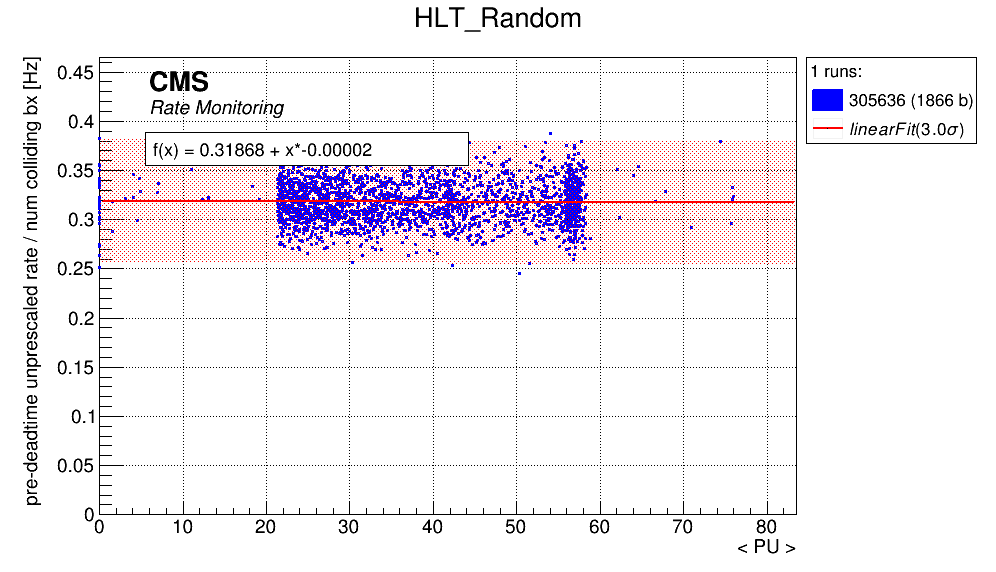 HLT_Random
pre-deadtime unprescaled rate / num colliding bx [Hz]
0.45
0.4
0.35
0.3
0.25
0.2
0.15
0.1
0.05
0
CMS
Rate Monitoring
f(x) = 0.31868 + x*-0.00002
0 10 20 30 40 50 60 70 80
< PU >
1 runs:
305636 (1866 b)
linearFit(3.0σ)